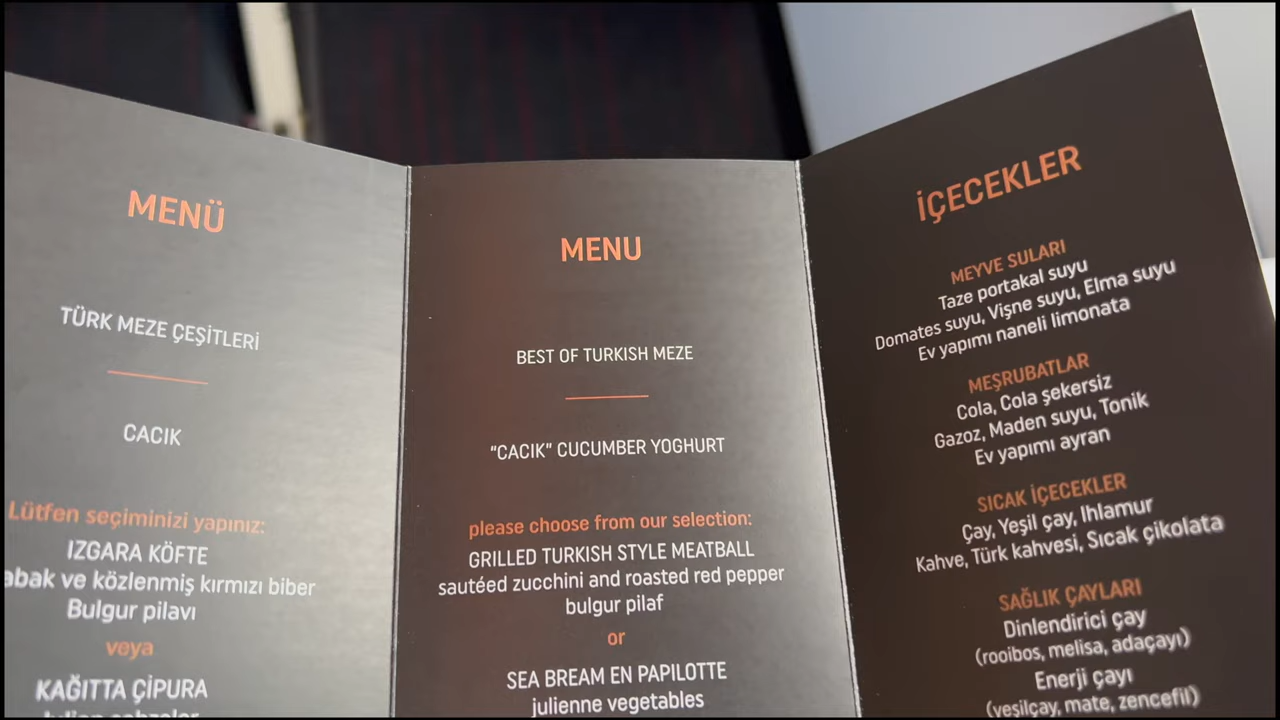 MENÜ
TÜRK MEZE ÇEŞİTLERİ
CACIK
Lütfen seçiminizi yapınız:
IZGARA KÖFTE
ve közlenmiş kırmızı biber
Bulgur pilavı
veya
KAĞITTA ÇİPURA
MENU
BEST OF TURKISH MEZE
"CACIK" CUCUMBER YOGHURT
please choose from our selection:
GRILLED TURKISH STYLE MEATBALL
sautéed zucchini and roasted red pepper
bulgur pilaf
or
SEA BREAM EN PAPILOTTE
julienne vegetables
İÇECEKLER
MEYVE SULARI
Taze portakal suyu
Domates suyu, Vişne suyu, Elma suyu
Ev yapımı naneli limonata
MEŞRUBATLAR
Cola, Cola şekersiz
Gazoz, Maden suyu, Tonik
Ev yapımı ayran
SICAK İÇECEKLER
Çay, Yeşil çay, Ihlamur
Kahve, Türk kahvesi, Sıcak çikolata
SAĞLIK ÇAYLARI
Dinlendirici çay
(rooibos, melisa, adaçayı)
Enerji çayı
(yeşilçay, mate, zencefil)